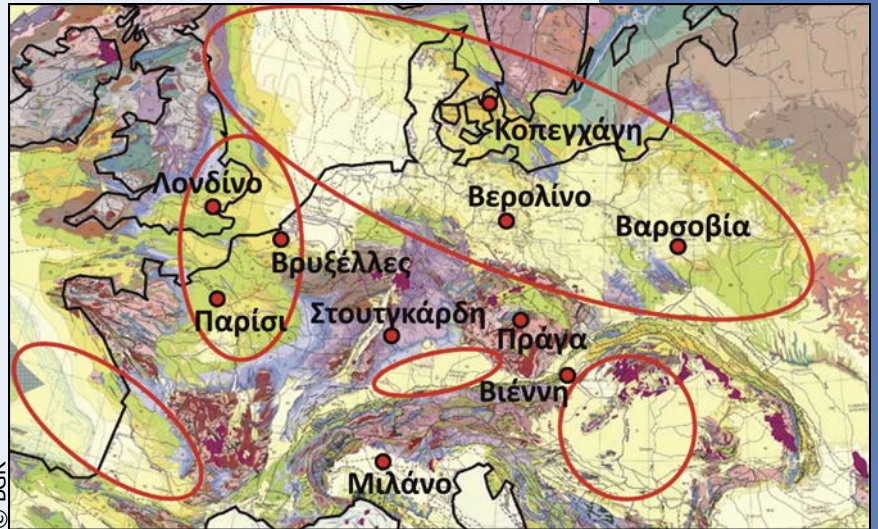 Κοπεγχάγη
Λονδίνο
Βερολίνο
Βαρσοβία
Βρυξέλλες
Παρίσι
Στουτγκάρδη
Πράγα
Βιέννη
Μιλάνο
© BGR